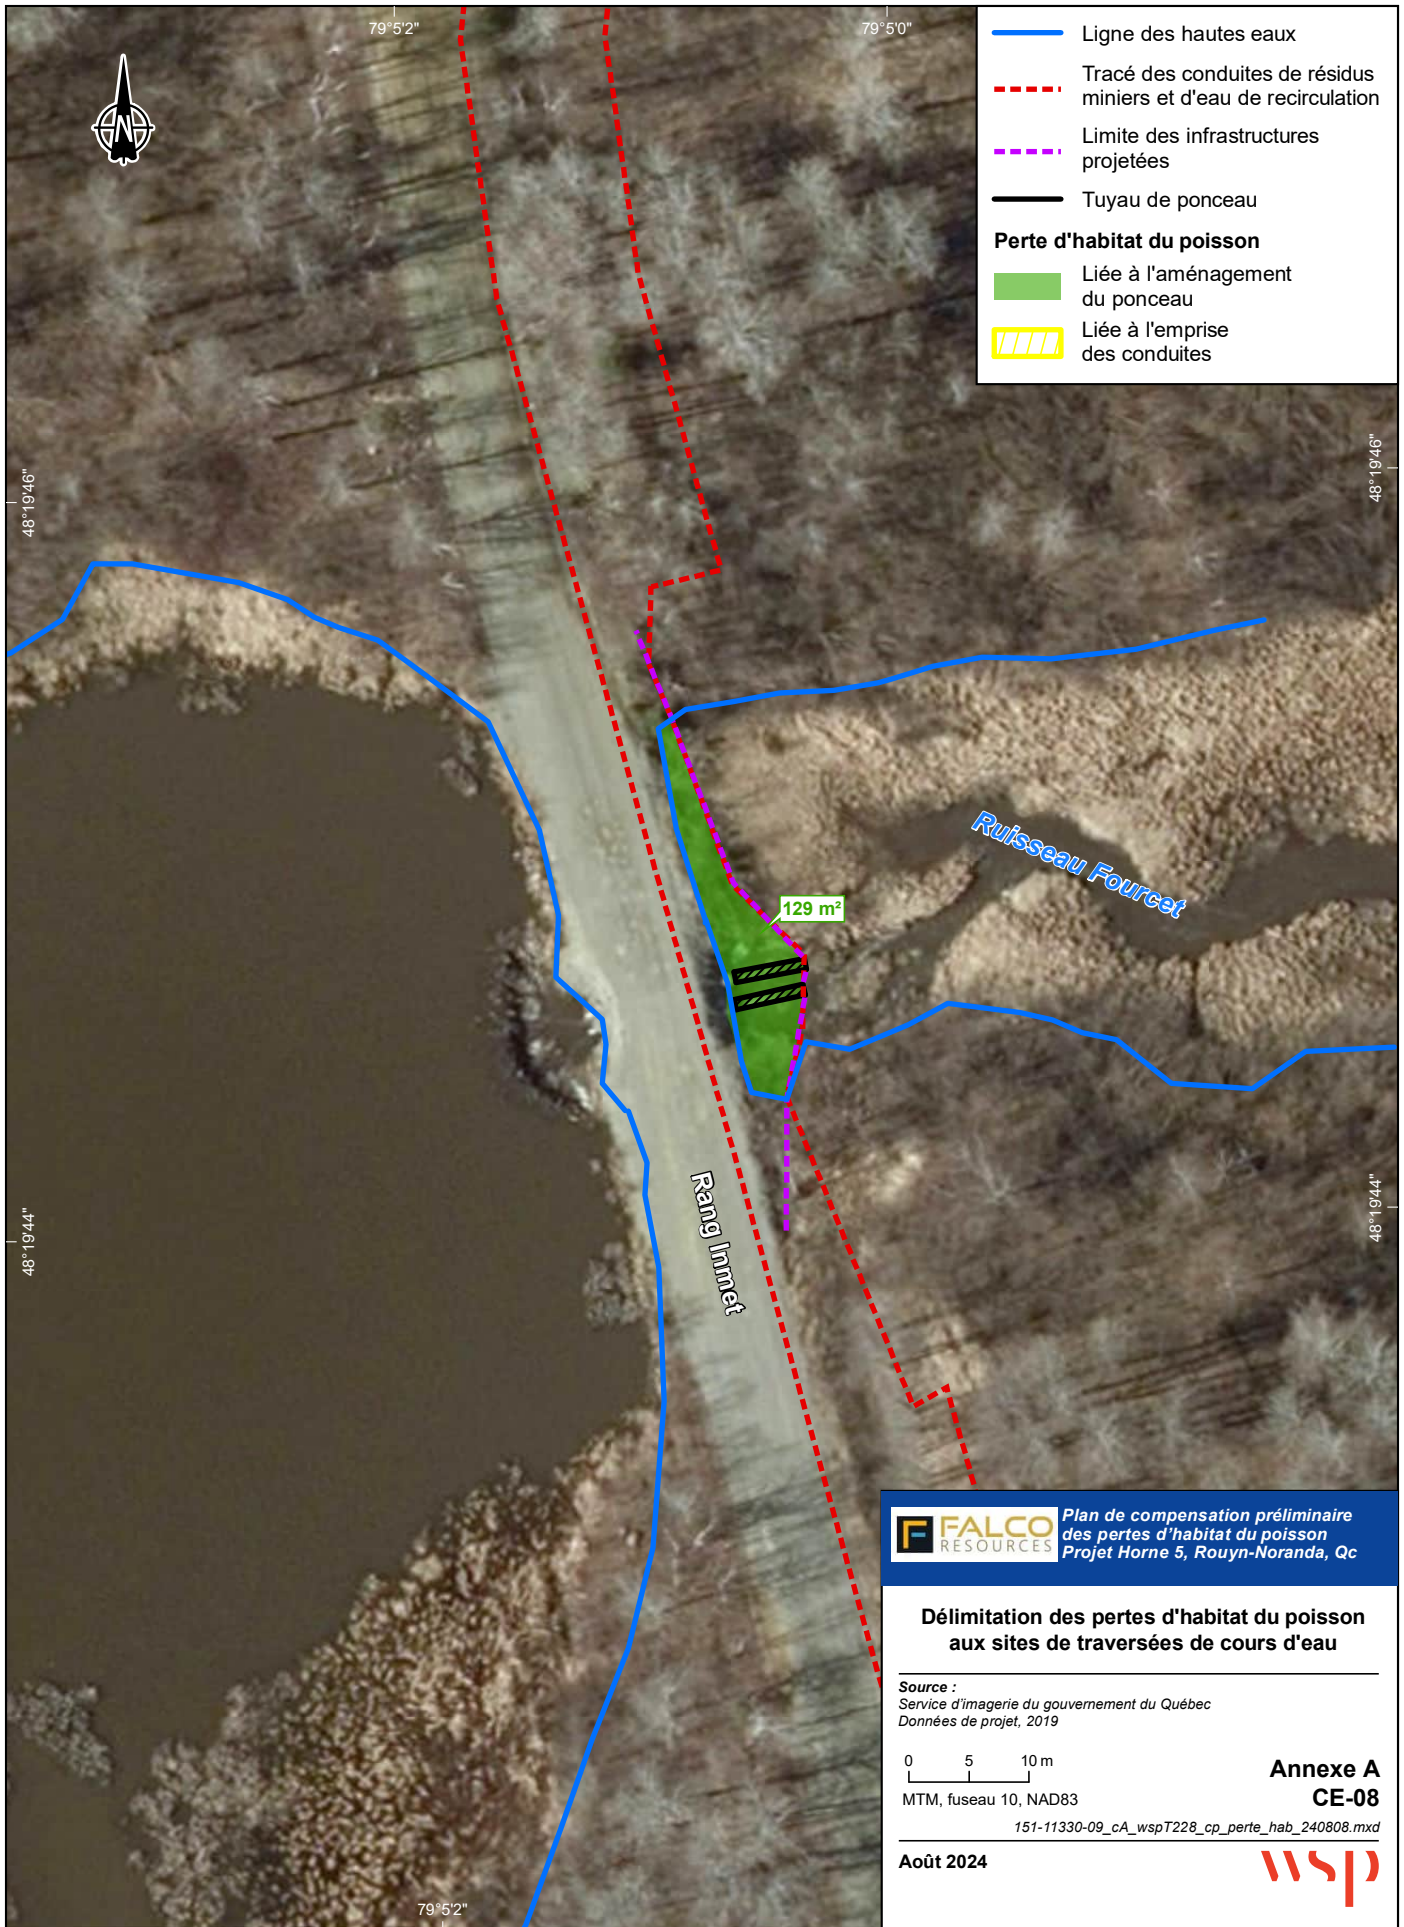 79°5'2"
79°5'0"
N
Ligne des hautes eaux
Tracé des conduites de résidus
miniers et d'eau de recirculation
Limite des infrastructures
projetées
Tuyau de ponceau
Perte d'habitat du poisson
Liée à l'aménagement
du ponceau
Liée à l'emprise
des conduites
48°19'46"
48°19'46"
Ruisseau Fourcet
129 m²
48°19'44"
48°19'44"
Rang Inmet
FALCO
RESOURCES
Plan de compensation préliminaire
des pertes d'habitat du poisson
Projet Horne 5, Rouyn-Noranda, Qc
Délimitation des pertes d'habitat du poisson
aux sites de traversées de cours d'eau
Source :
Service d'imagerie du gouvernement du Québec
Données de projet, 2019
0 5 10 m
MTM, fuseau 10, NAD83
Annexe A
CE-08
151-11330-09_cA_wspT228_cp_perte_hab_240808.mxd
Août 2024
wsp
79°5'2"